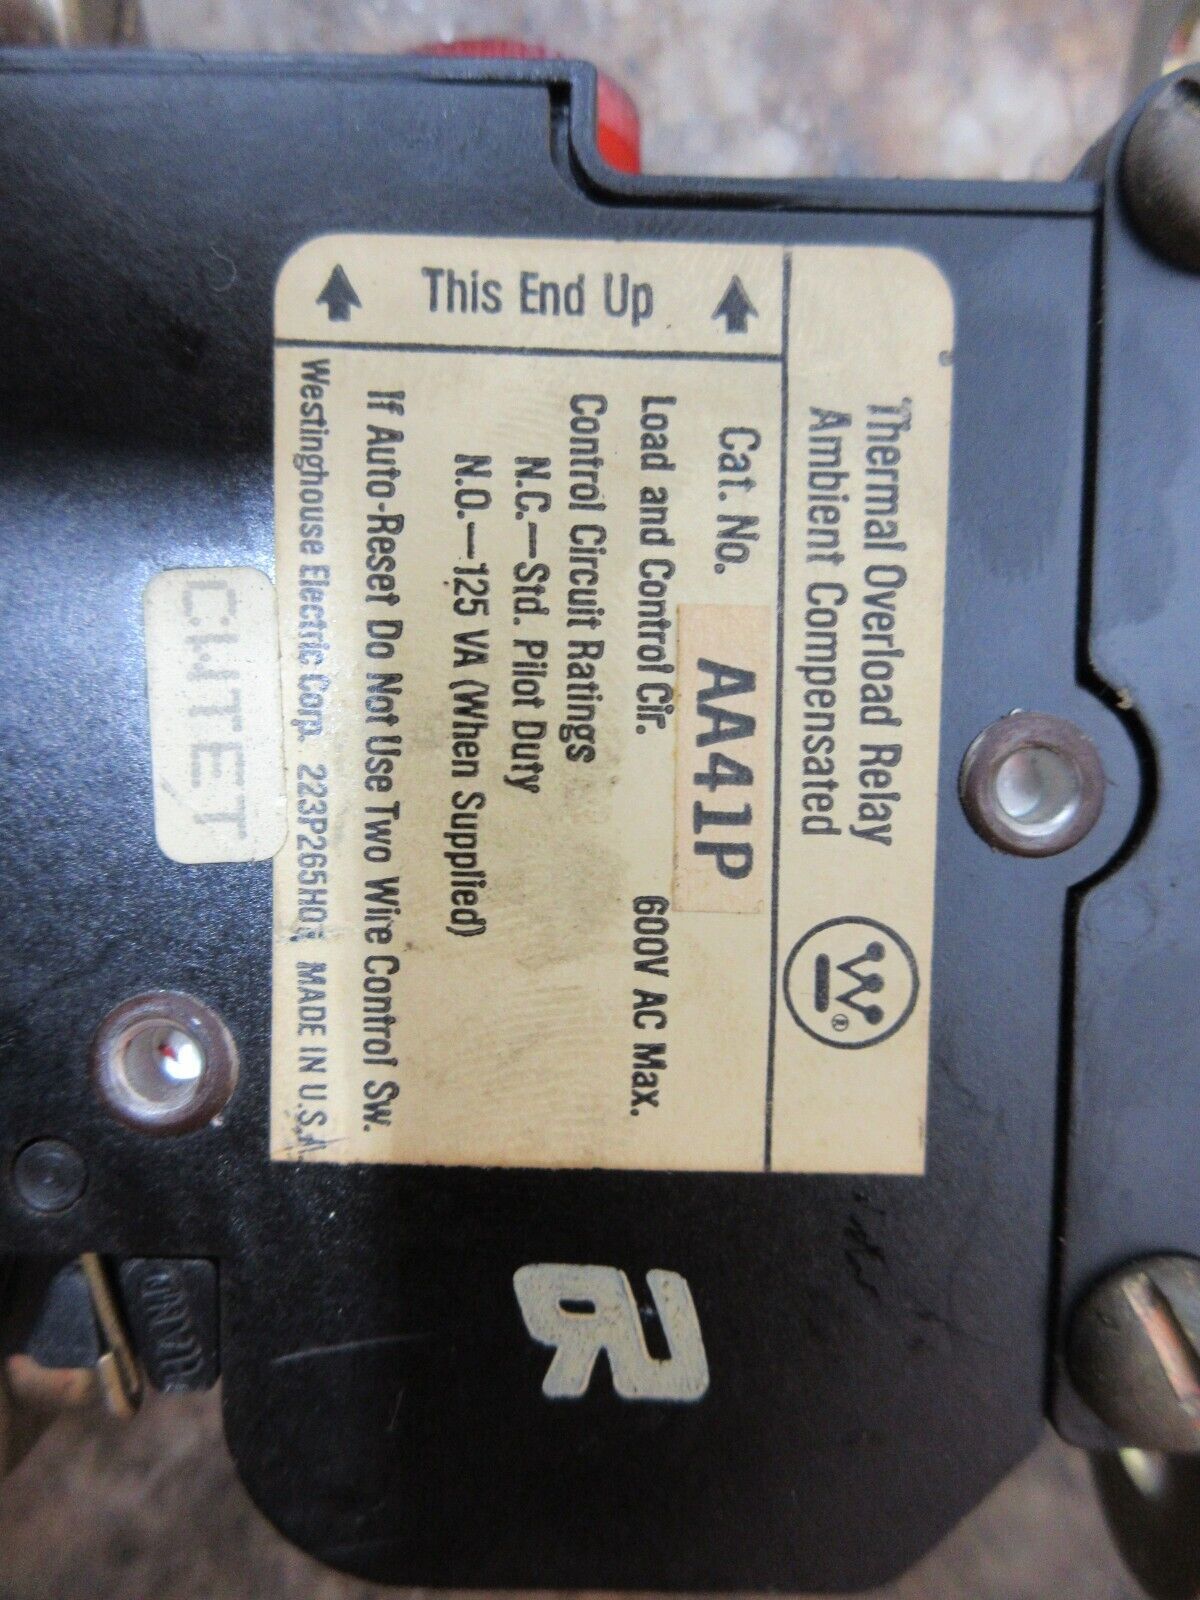 This End Up
Thermal Overload Relay
Ambient Compensated
W ®
Cat. No. AA41P
Load and Control Cir. 600V AC Max.
Control Circuit Ratings
N.C.—Std. Pilot Duty
N.O.—125 VA (When Supplied)
If Auto-Reset Do Not Use Two Wire Control Sw.
Westinghouse Electric Corp. MADE IN U.S.A.
UR